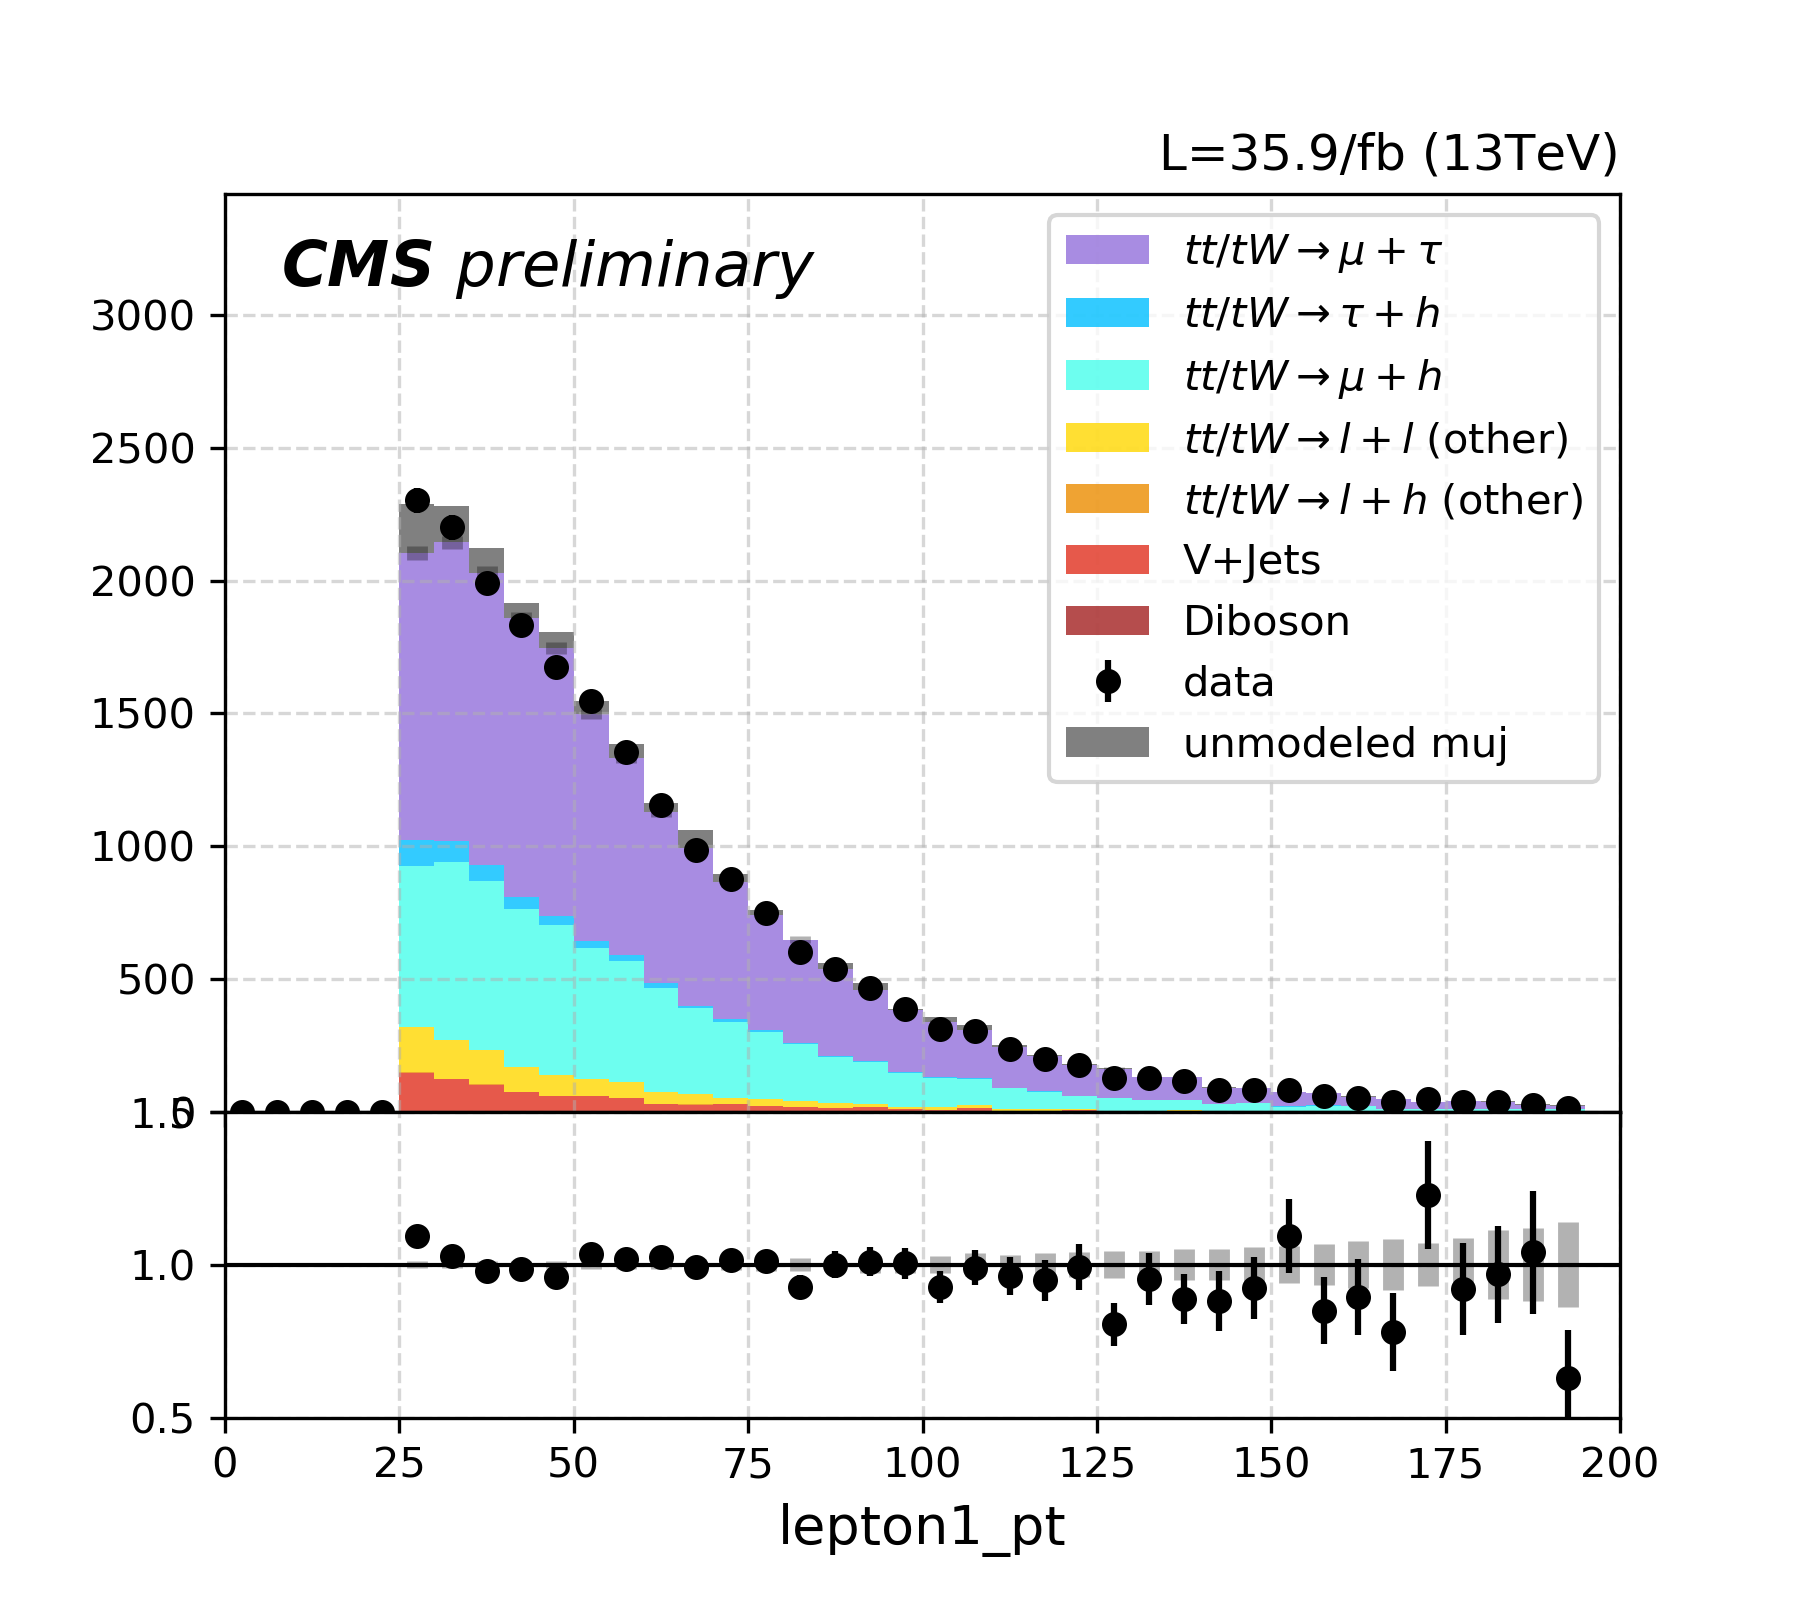 L=35.9/fb (13TeV)
CMS preliminary
tt/tW → μ + τ
tt/tW → τ + h
tt/tW → μ + h
tt/tW → l + l (other)
tt/tW → l + h (other)
V+Jets
Diboson
data
unmodeled muj
3000
2500
2000
1500
1000
500
0
1.5
1.0
0.5
0 25 50 75 100 125 150 175 200
lepton1_pt